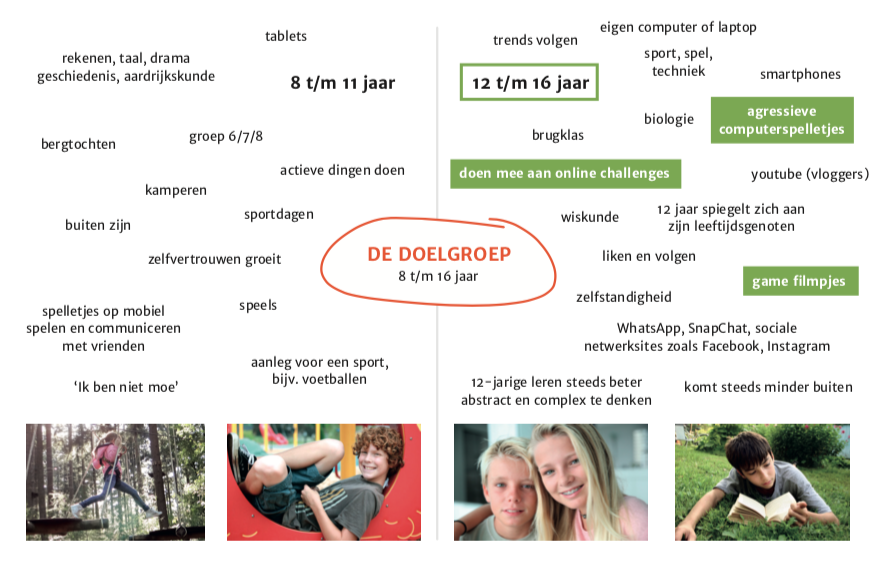 tablets
rekenen, taal, drama
geschiedenis, aardrijkskunde
8 t/m 11 jaar
bergtochten
groep 6/7/8
actieve dingen doen
kamperen
sportdagen
buiten zijn
zelfvertrouwen groeit
spelletjes op mobiel
spelen en communiceren
met vrienden
speels
aanleg voor een sport,
bijv. voetballen
‘Ik ben niet moe’
DE DOELGROEP
8 t/m 16 jaar
eigen computer of laptop
trends volgen
sport, spel,
techniek
smartphones
12 t/m 16 jaar
biologie
agressieve
computerspelletjes
brugklas
doen mee aan online challenges
youtube (vloggers)
wiskunde
12 jaar spiegelt zich aan
zijn leeftijdsgenoten
liken en volgen
game filmpjes
zelfstandigheid
WhatsApp, SnapChat, sociale
netwerksites zoals Facebook, Instagram
12-jarige leren steeds beter
abstract en complex te denken
komt steeds minder buiten